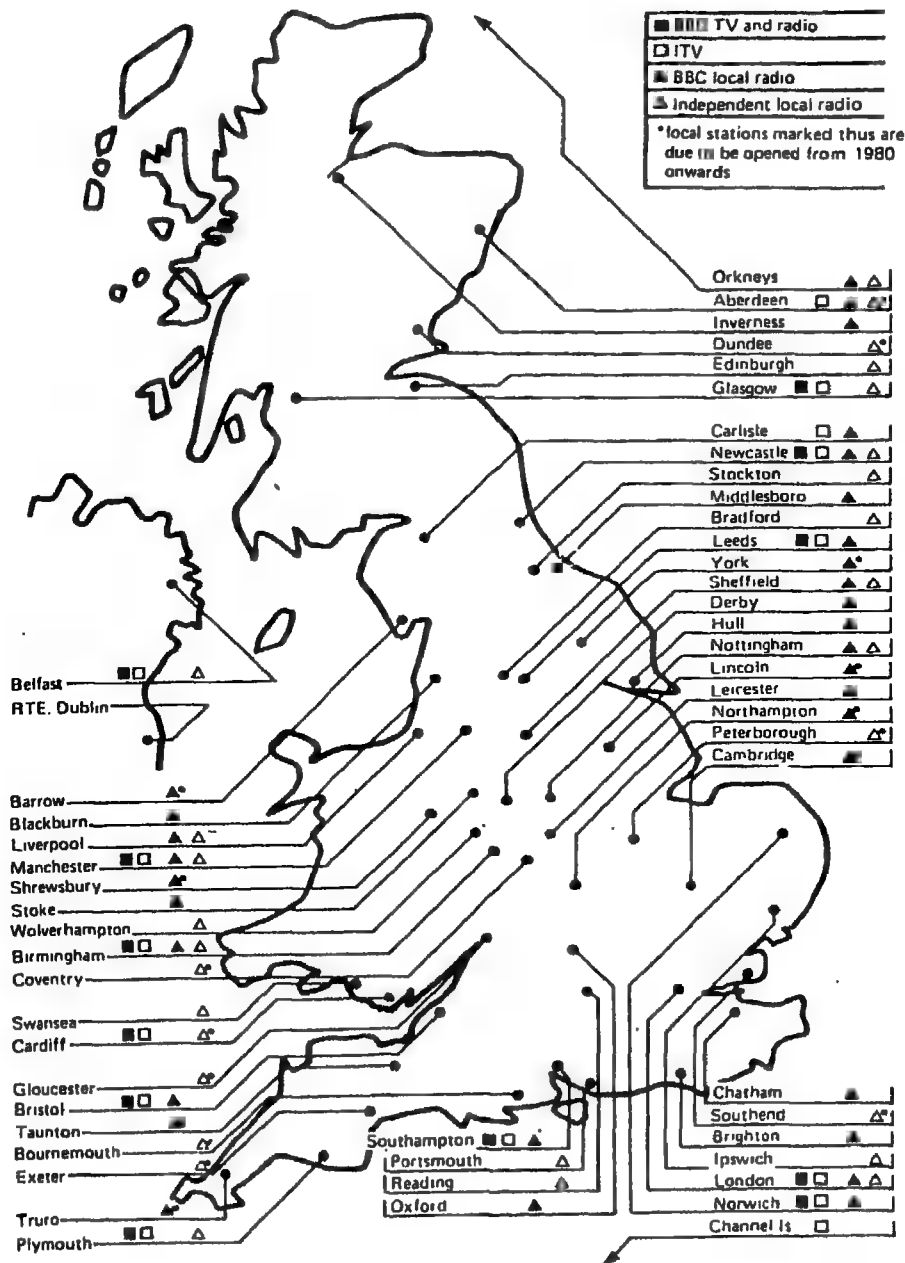 TV and radio
ITV
BBC local radio
Independent local radio
*local stations marked thus are
due to be opened from 1980
onwards
Orkneys
Aberdeen
Inverness
Dundee
Edinburgh
Glasgow
Carlisle
Newcastle
Stockton
Middlesboro
Bradford
Leeds
York
Sheffield
Derby
Hull
Nottingham
Lincoln
Leicester
Northampton
Peterborough
Cambridge
Belfast
RTE. Dublin
Barrow
Blackburn
Liverpool
Manchester
Shrewsbury
Stoke
Wolverhampton
Birmingham
Coventry
Swansea
Cardiff
Gloucester
Bristol
Taunton
Bournemouth
Exeter
Truro
Plymouth
Southampton
Portsmouth
Reading
Oxford
Chatham
Southend
Brighton
Ipswich
London
Norwich
Channel Is